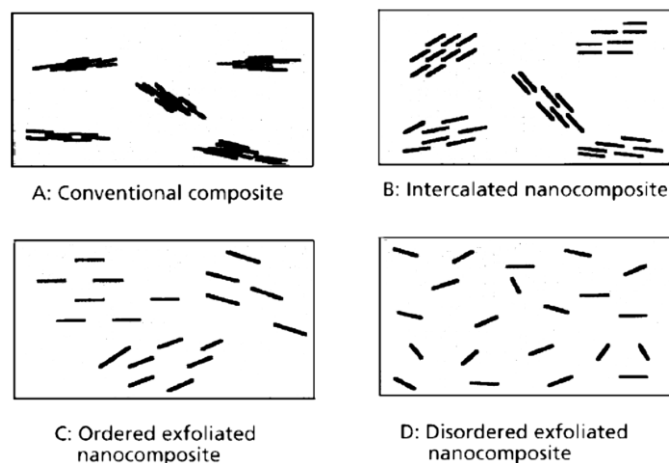 A: Conventional composite
B: Intercalated nanocomposite
C: Ordered exfoliated
nanocomposite
D: Disordered exfoliated
nanocomposite